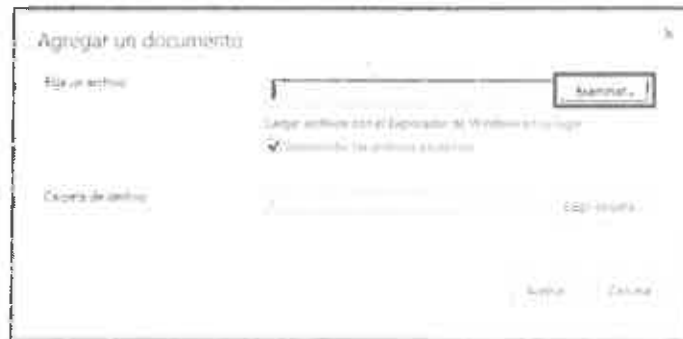 Agregar un documento
x
Elija un archivo
Examinar...
Cargar archivos con el Explorador de Windows en su lugar
Sobrescribir los archivos existentes
Carpeta de destino
/
Elegir carpeta...
Aceptar
Cancelar